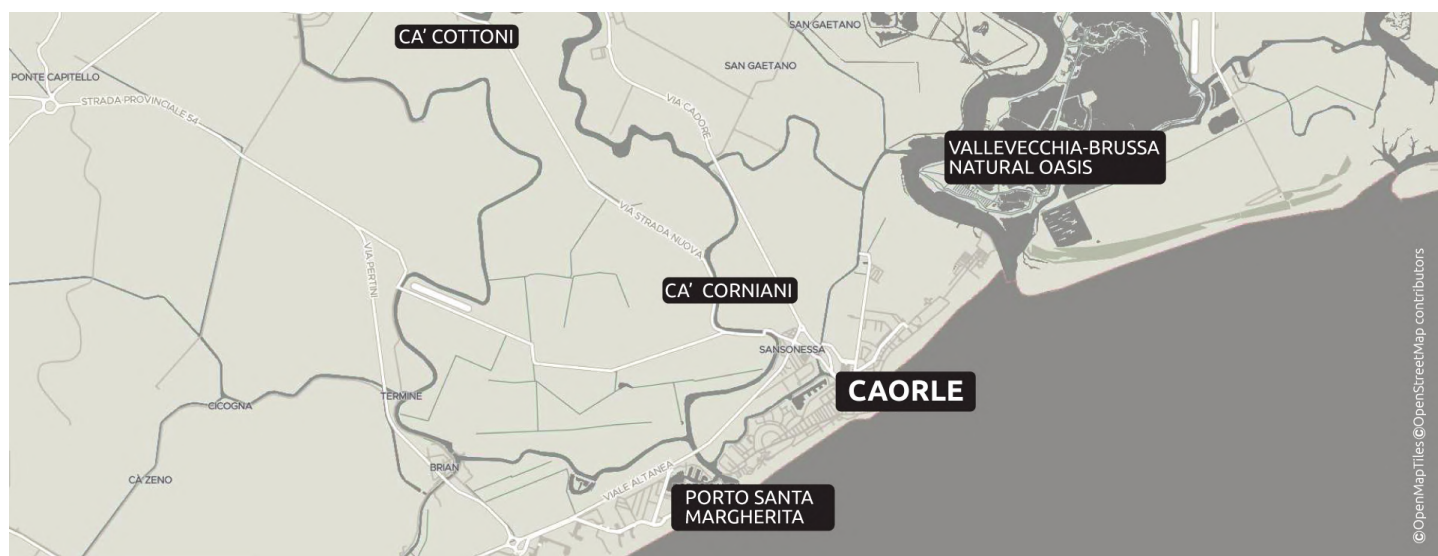 SAN GAETANO
CA' COTTONI
SAN GAETANO
PONTE CAPITELLO
STRADA PROVINCIALE 54
VIA CADORE
VALLEVECCHIA-BRUSSA
NATURAL OASIS
VIA STRADA NUOVA
VIA PERTINI
CA' CORNIANI
SANSONESSA
CAORLE
TERMINE
CICOGNA
BRIAN
CÀ ZENO
VIALE ALTANEA
PORTO SANTA
MARGHERITA
©OpenMapTiles©OpenStreetMap contributors